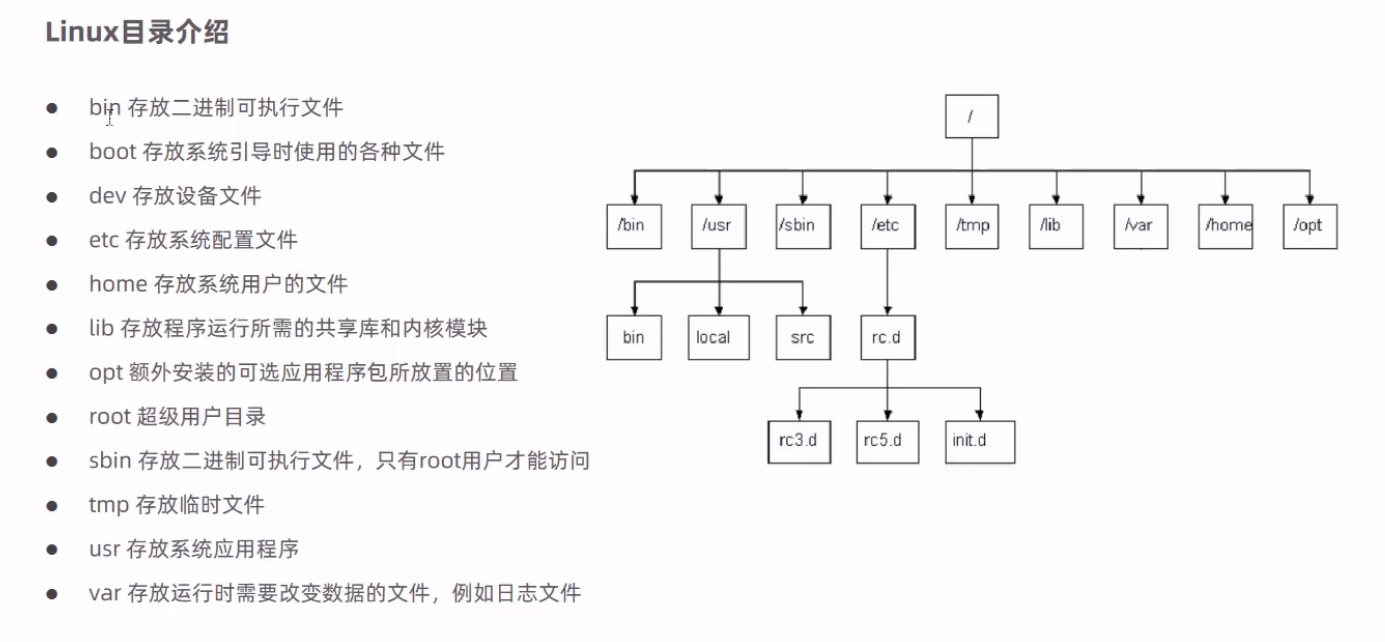 Linux目录介绍
bin 存放二进制可执行文件
boot 存放系统引导时使用的各种文件
dev 存放设备文件
etc 存放系统配置文件
home 存放系统用户的文件
lib 存放程序运行所需的共享库和内核模块
opt 额外安装的可选应用程序包所放置的位置
root 超级用户目录
sbin 存放二进制可执行文件，只有root用户才能访问
tmp 存放临时文件
usr 存放系统应用程序
var 存放运行时需要改变数据的文件，例如日志文件
/
/bin /usr /sbin /etc /tmp /lib /var /home /opt
bin local src rc.d
rc3.d rc5.d init.d